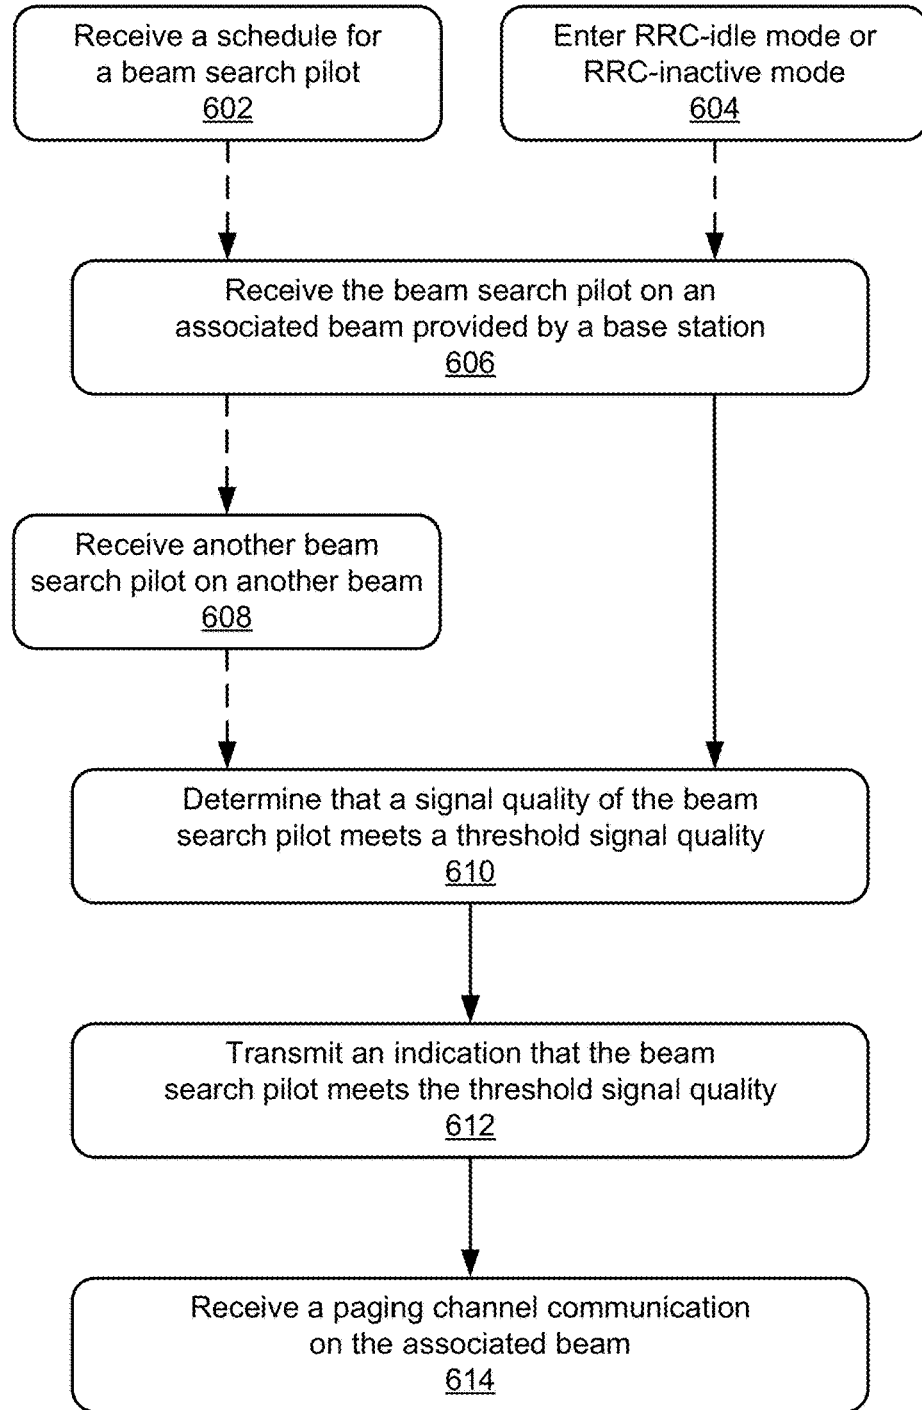 Receive a schedule for
a beam search pilot
602
Enter RRC-idle mode or
RRC-inactive mode
604
Receive the beam search pilot on an
associated beam provided by a base station
606
Receive another beam
search pilot on another beam
608
Determine that a signal quality of the beam
search pilot meets a threshold signal quality
610
Transmit an indication that the beam
search pilot meets the threshold signal quality
612
Receive a paging channel communication
on the associated beam
614